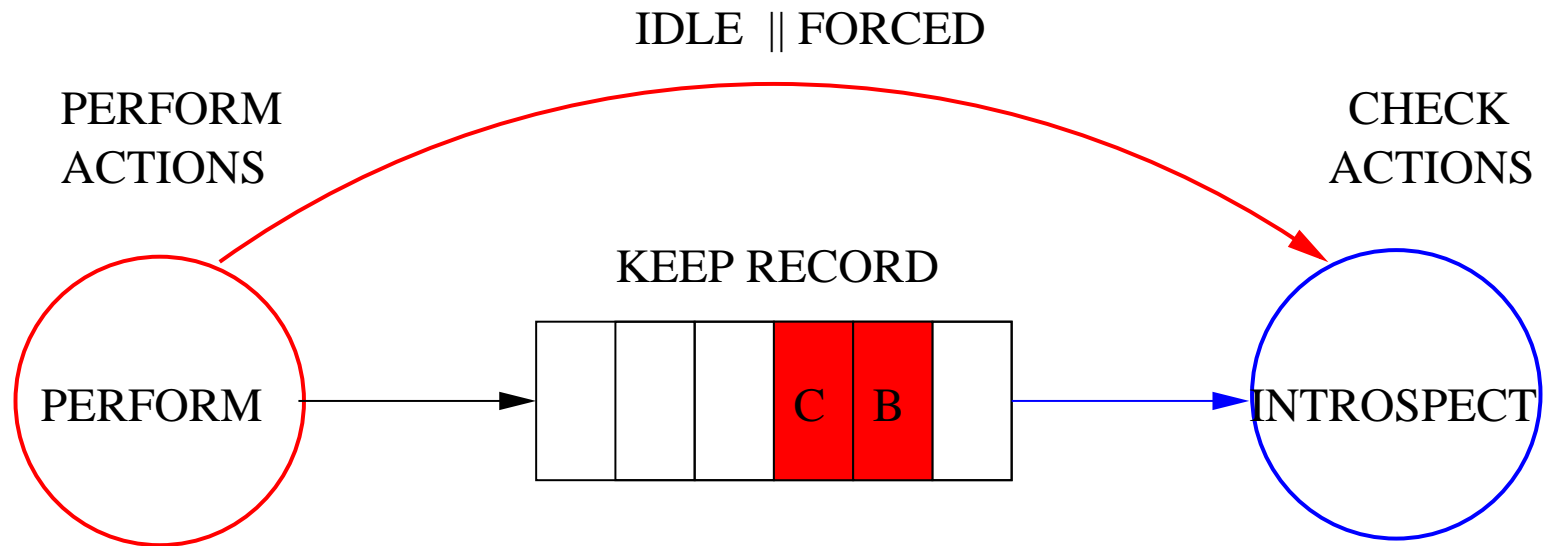 IDLE || FORCED
PERFORM
ACTIONS
CHECK
ACTIONS
KEEP RECORD
PERFORM
C B
INTROSPECT